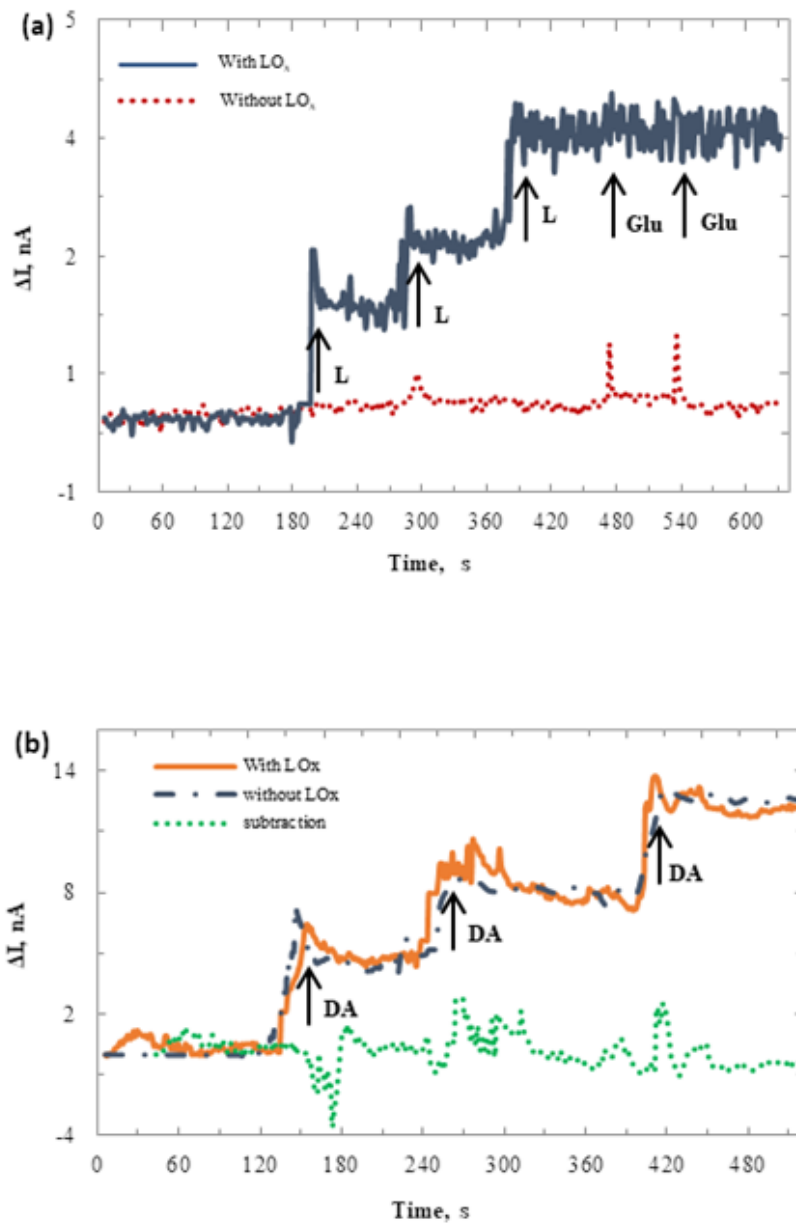 (a)
5
With LOₓ
Without LOₓ
4
L
Glu
Glu
ΔI, nA
2
L
L
1
-1
0 60 120 180 240 300 360 420 480 540 600
Time, s
(b)
With LOx
14
without LOx
subtraction
DA
8
DA
ΔI, nA
DA
2
-4
0 60 120 180 240 300 360 420 480
Time, s